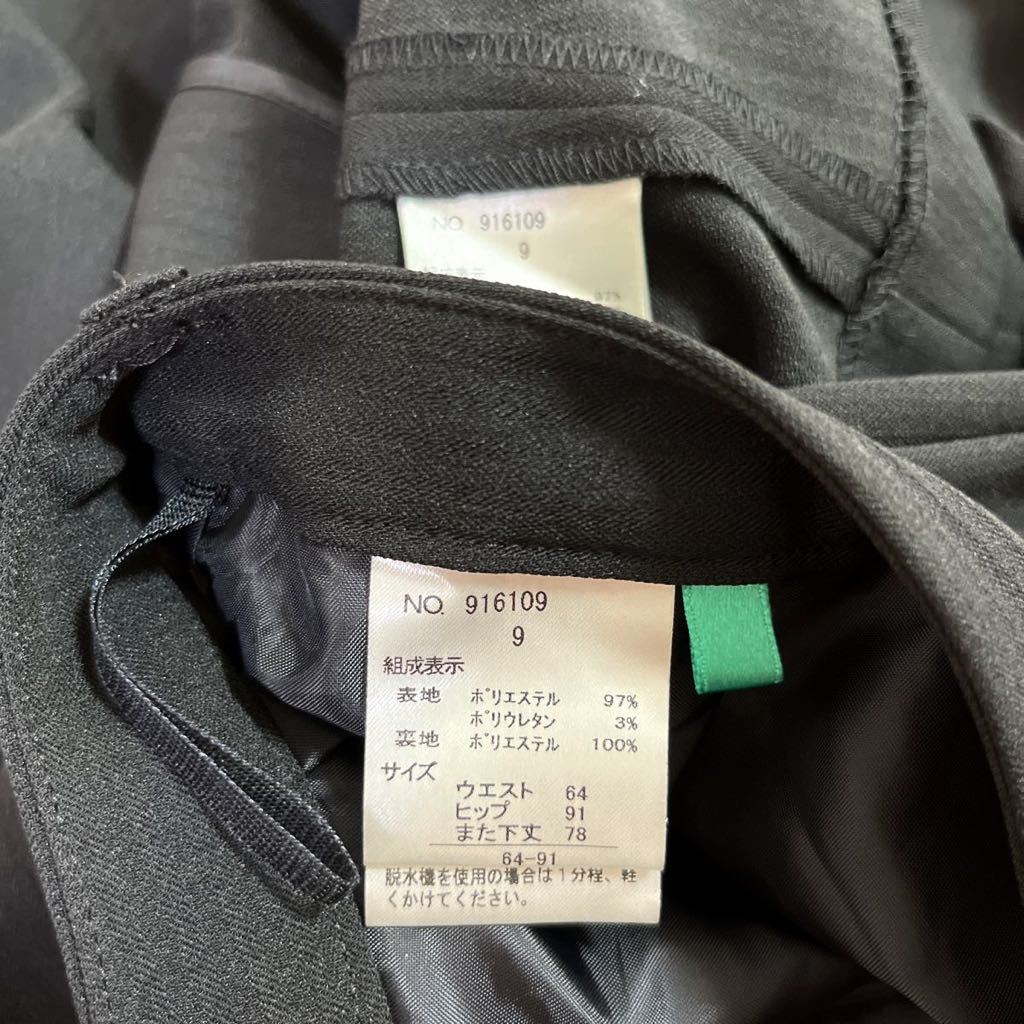 NO. 916109
9
97%
NO. 916109
9
組成表示
表地 ポリエステル 97%
ポリウレタン 3%
裏地 ポリエステル 100%
サイズ
ウエスト 64
ヒップ 91
また下丈 78
64-91
脱水機を使用の場合は1分程、軽
くかけてください。